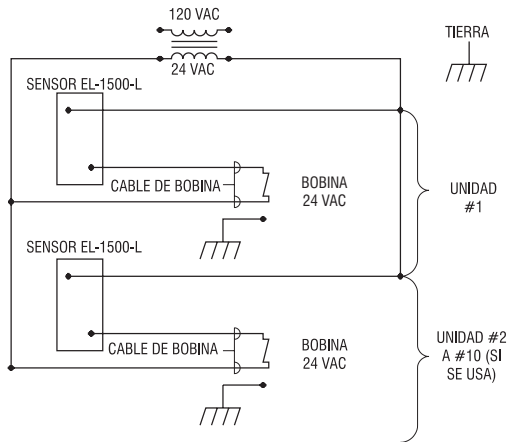 120 VAC
24 VAC
TIERRA
SENSOR EL-1500-L
CABLE DE BOBINA
BOBINA
24 VAC
UNIDAD
#1
SENSOR EL-1500-L
CABLE DE BOBINA
BOBINA
24 VAC
UNIDAD #2
A #10 (SI
SE USA)